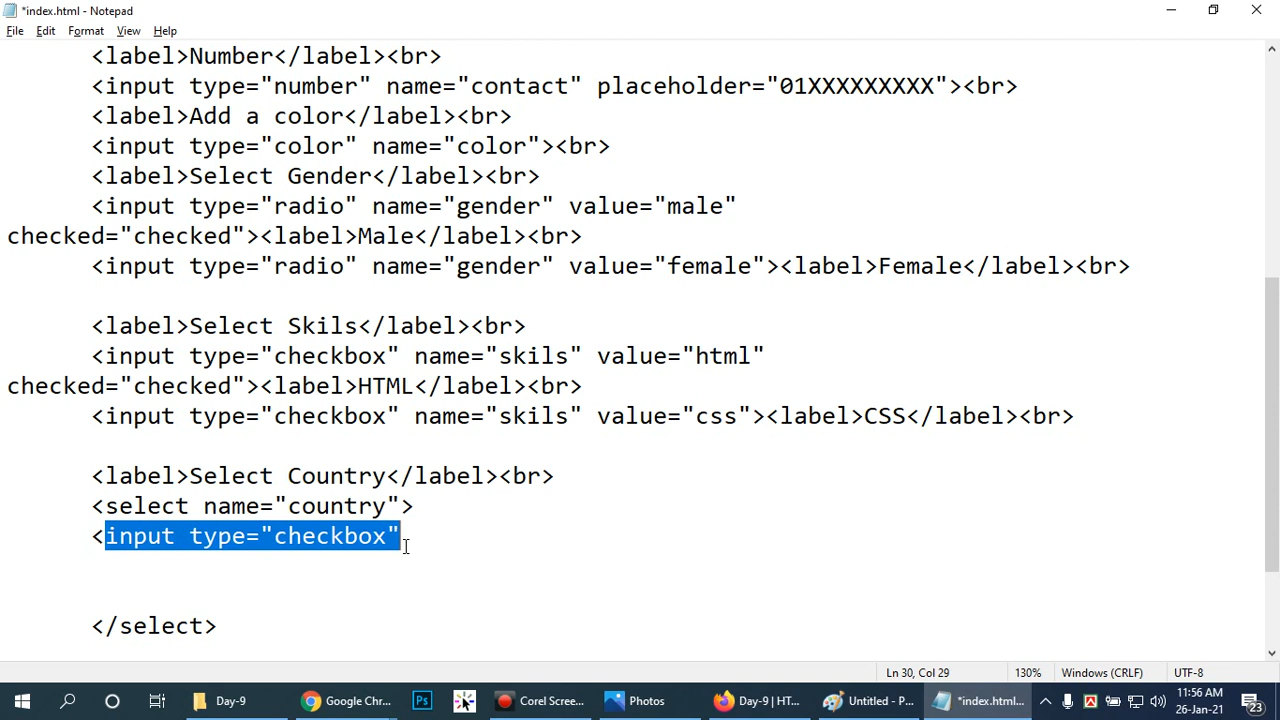 *index.html - Notepad
File Edit Format View Help
<label>Number</label><br>
<input type="number" name="contact" placeholder="01XXXXXXXXX"><br>
<label>Add a color</label><br>
<input type="color" name="color"><br>
<label>Select Gender</label><br>
<input type="radio" name="gender" value="male"
checked="checked"><label>Male</label><br>
<input type="radio" name="gender" value="female"><label>Female</label><br>
<label>Select Skils</label><br>
<input type="checkbox" name="skils" value="html"
checked="checked"><label>HTML</label><br>
<input type="checkbox" name="skils" value="css"><label>CSS</label><br>
<label>Select Country</label><br>
<select name="country">
<input type="checkbox"
</select>
Ln 30, Col 29 130% Windows (CRLF) UTF-8
Day-9 Google Chr... Ps Corel Scree... Photos Day-9 | HT... Untitled - P... *index.html... 11:56 AM
26-Jan-21 23